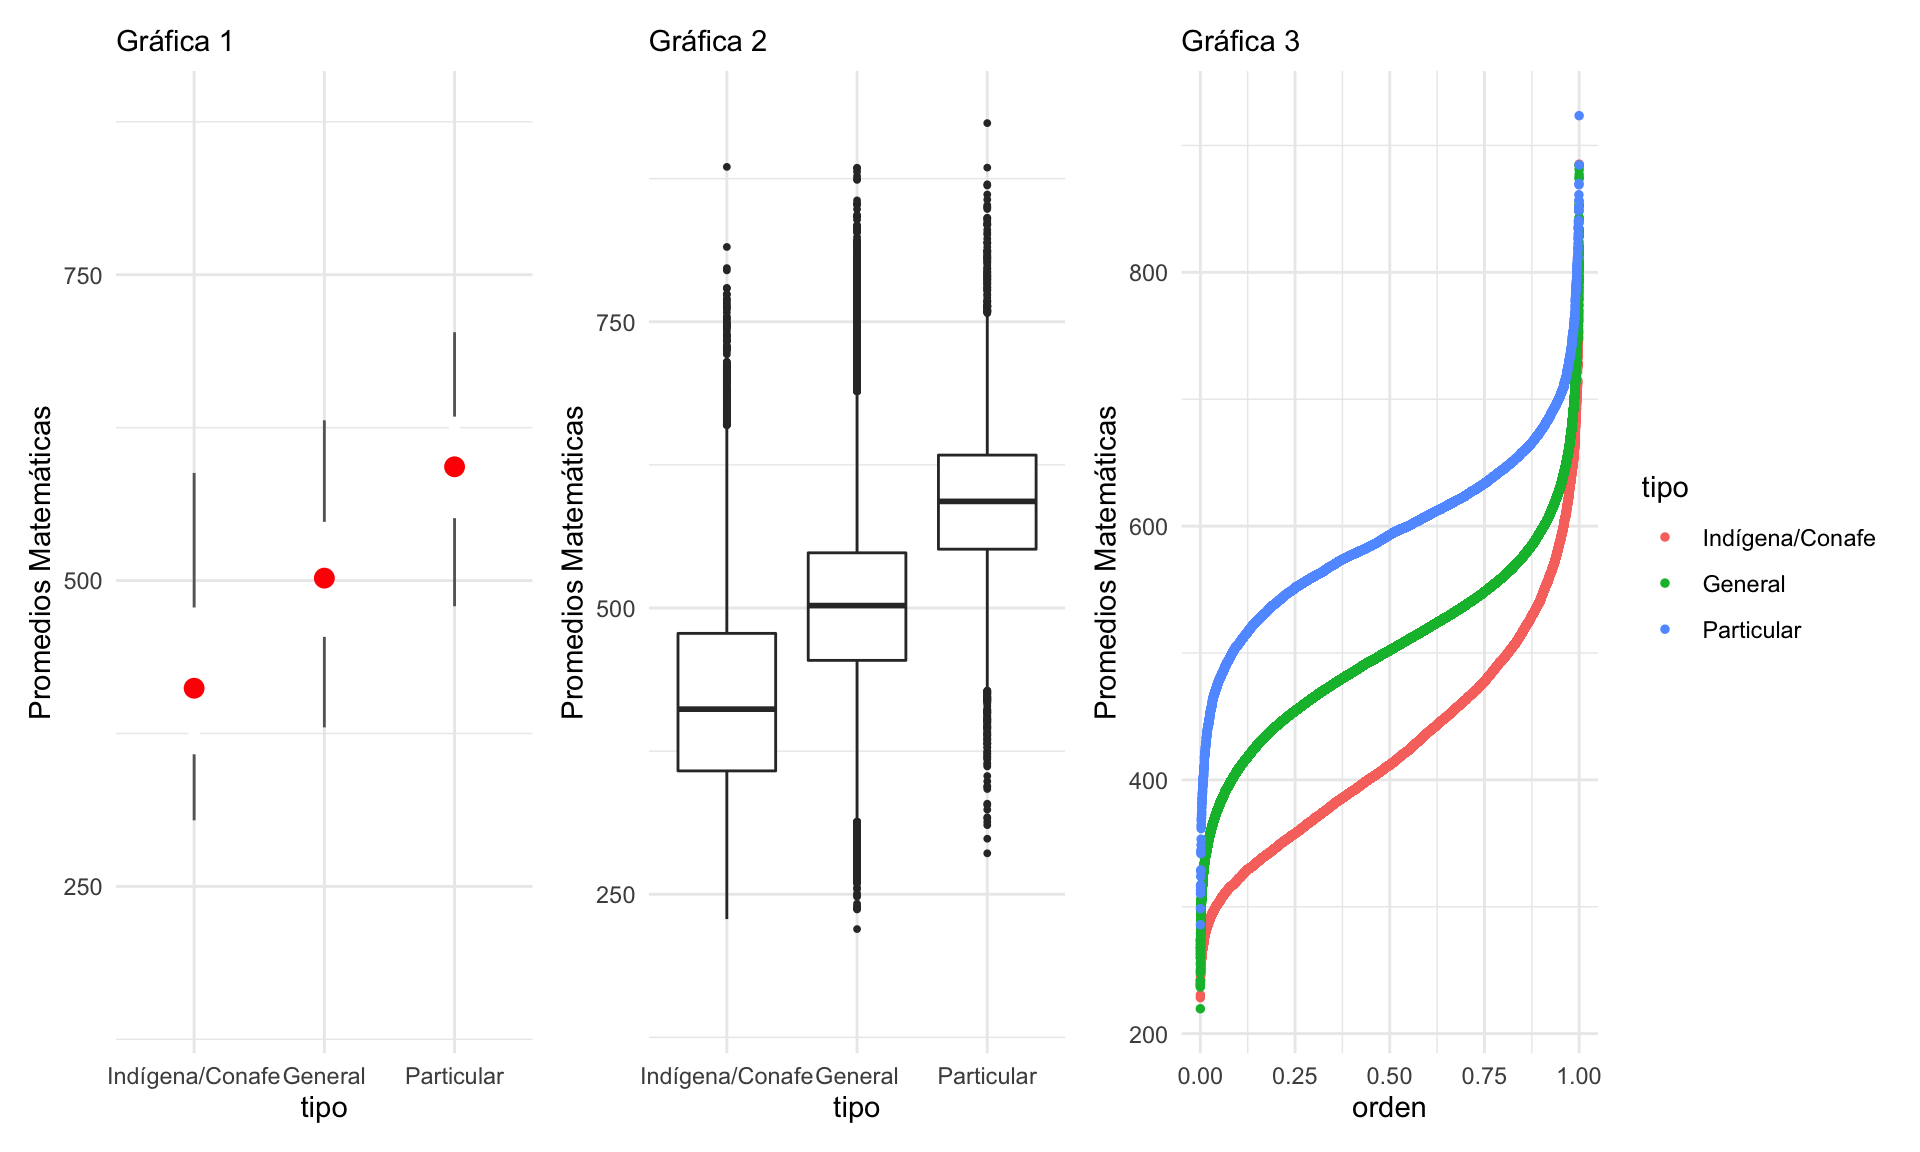 Gráfica 1
Promedios Matemáticas
750
500
250
Indígena/Conafe General Particular
tipo
Gráfica 2
Promedios Matemáticas
750
500
250
Indígena/Conafe General Particular
tipo
Gráfica 3
Promedios Matemáticas
800
600
400
200
0.00 0.25 0.50 0.75 1.00
orden
tipo
Indígena/Conafe
General
Particular